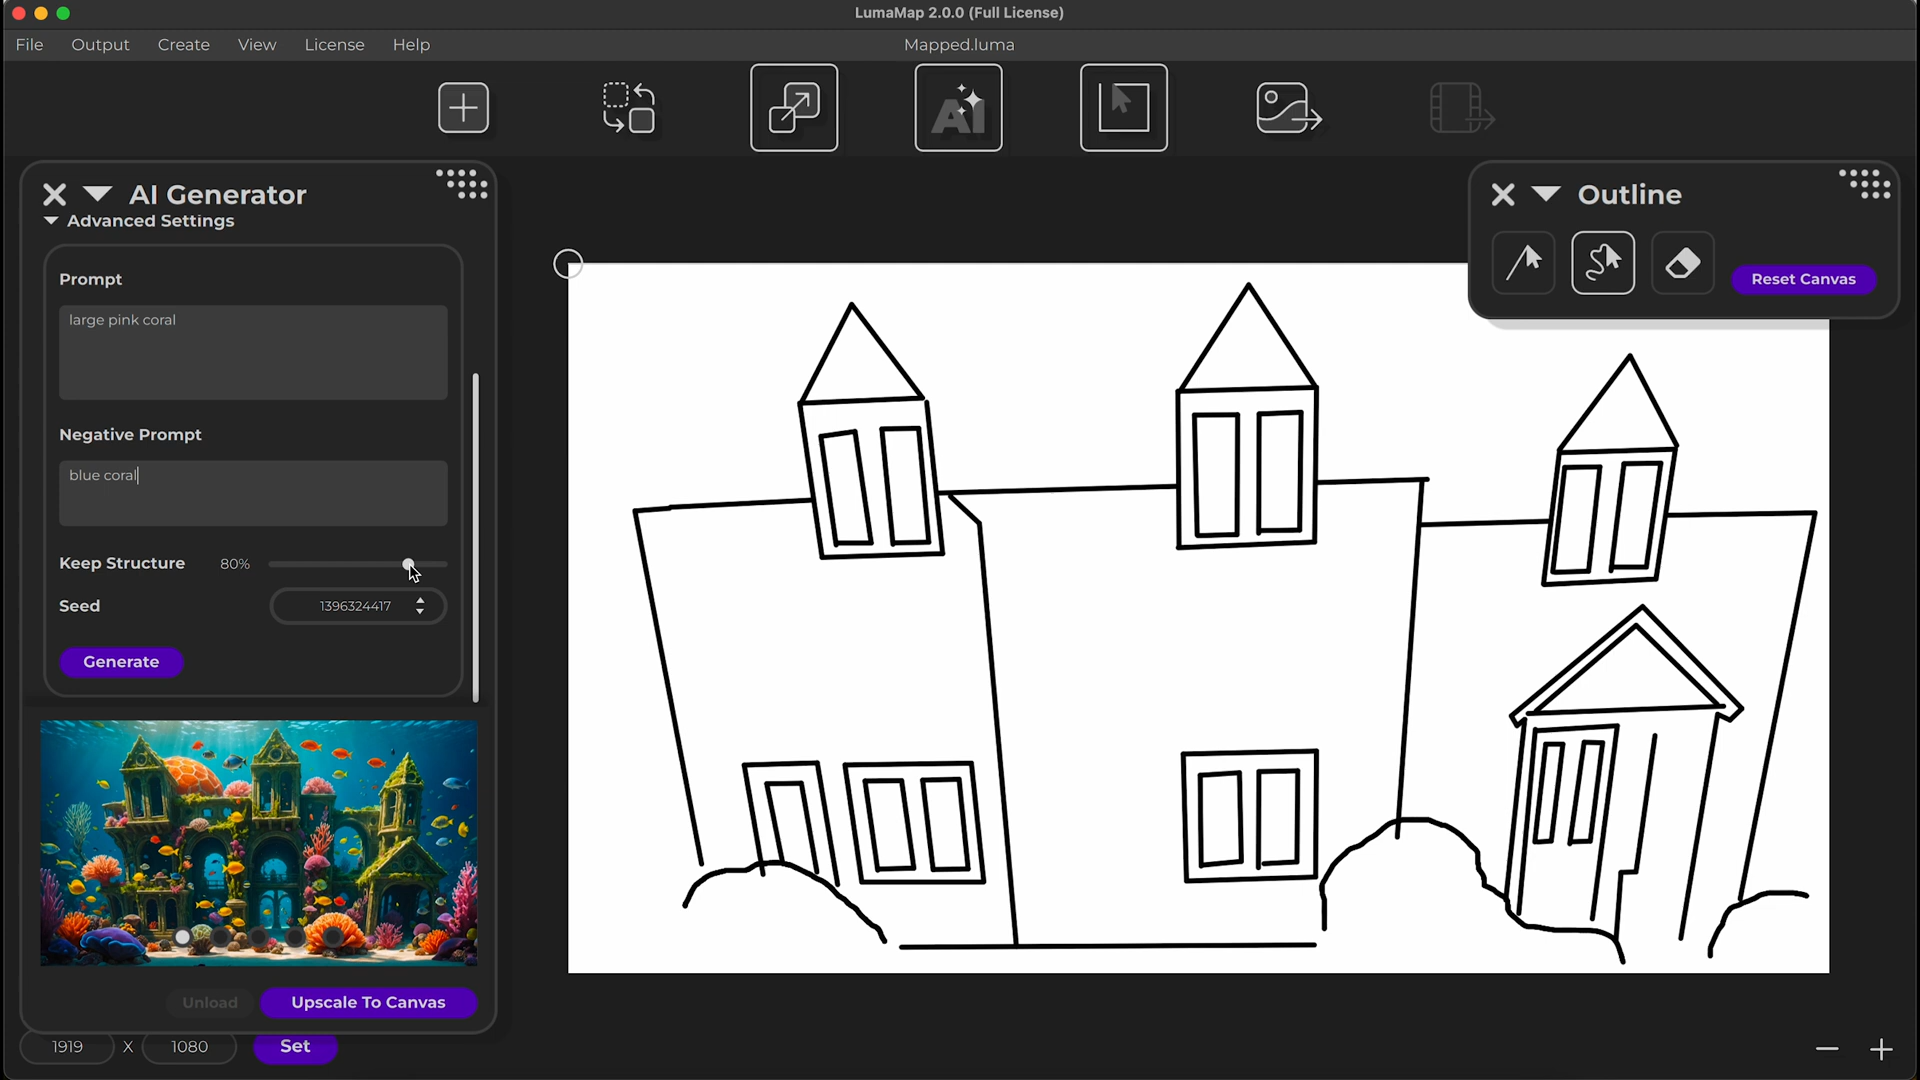 LumaMap 2.0.0 (Full License)
File Output Create View License Help
Mapped.luma
AI
AI Generator
Advanced Settings
Prompt
large pink coral
Negative Prompt
blue coral
Keep Structure 80%
Seed 1396324417
Generate
Unload Upscale To Canvas
1919 X 1080 Set
Outline
Reset Canvas